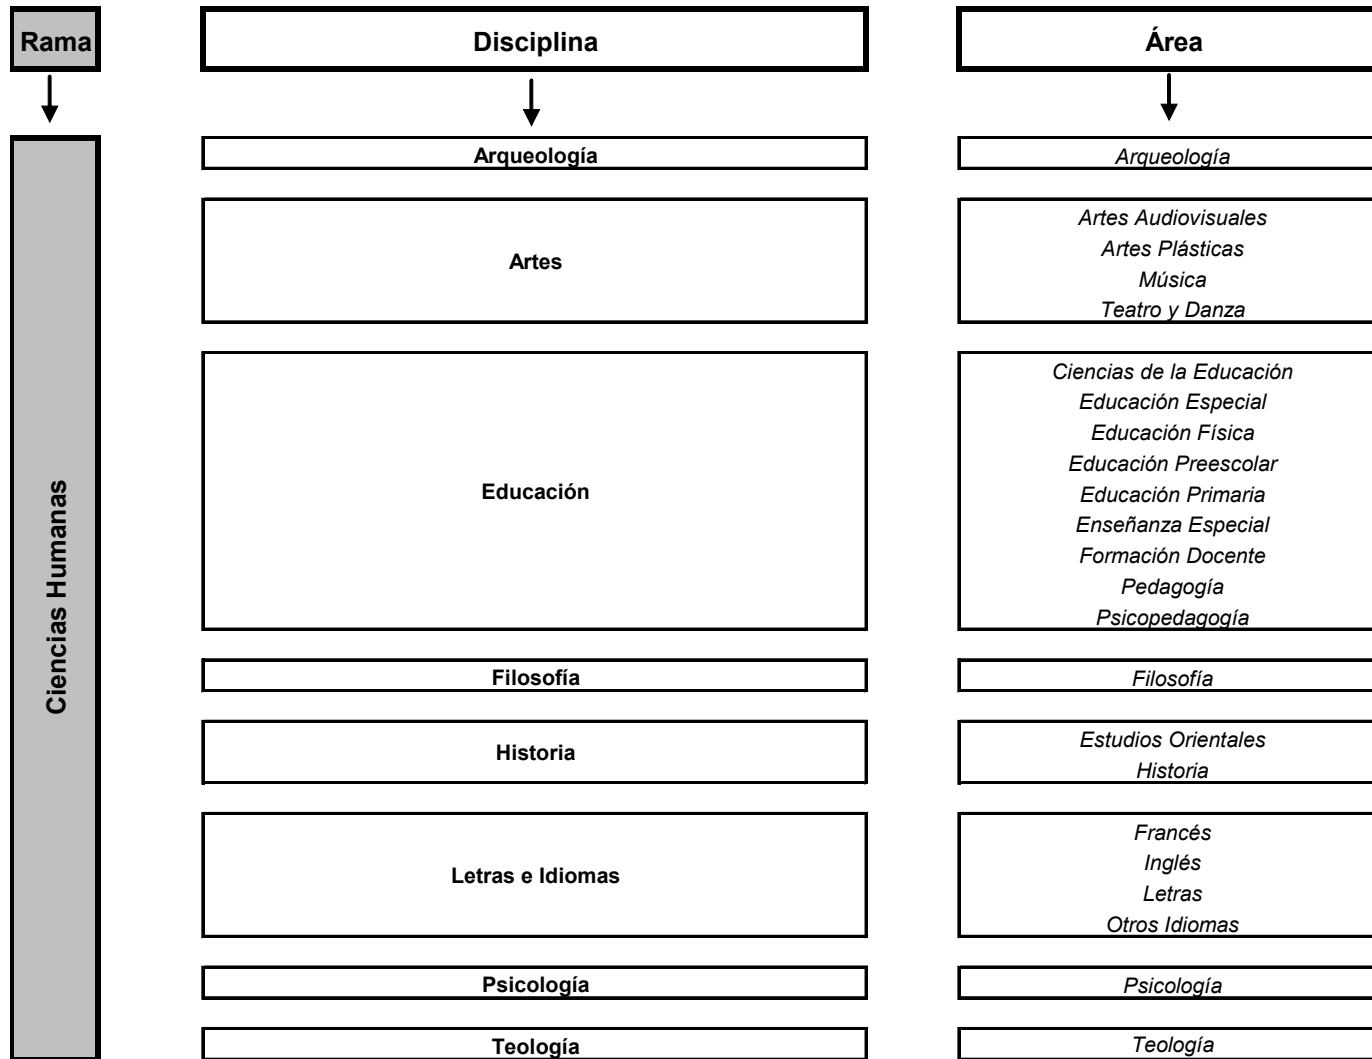 Rama
Disciplina
Área
Ciencias Humanas
Arqueología
Arqueología
Artes
Artes Audiovisuales
Artes Plásticas
Música
Teatro y Danza
Educación
Ciencias de la Educación
Educación Especial
Educación Física
Educación Preescolar
Educación Primaria
Enseñanza Especial
Formación Docente
Pedagogía
Psicopedagogía
Filosofía
Filosofía
Historia
Estudios Orientales
Historia
Letras e Idiomas
Francés
Inglés
Letras
Otros Idiomas
Psicología
Psicología
Teología
Teología